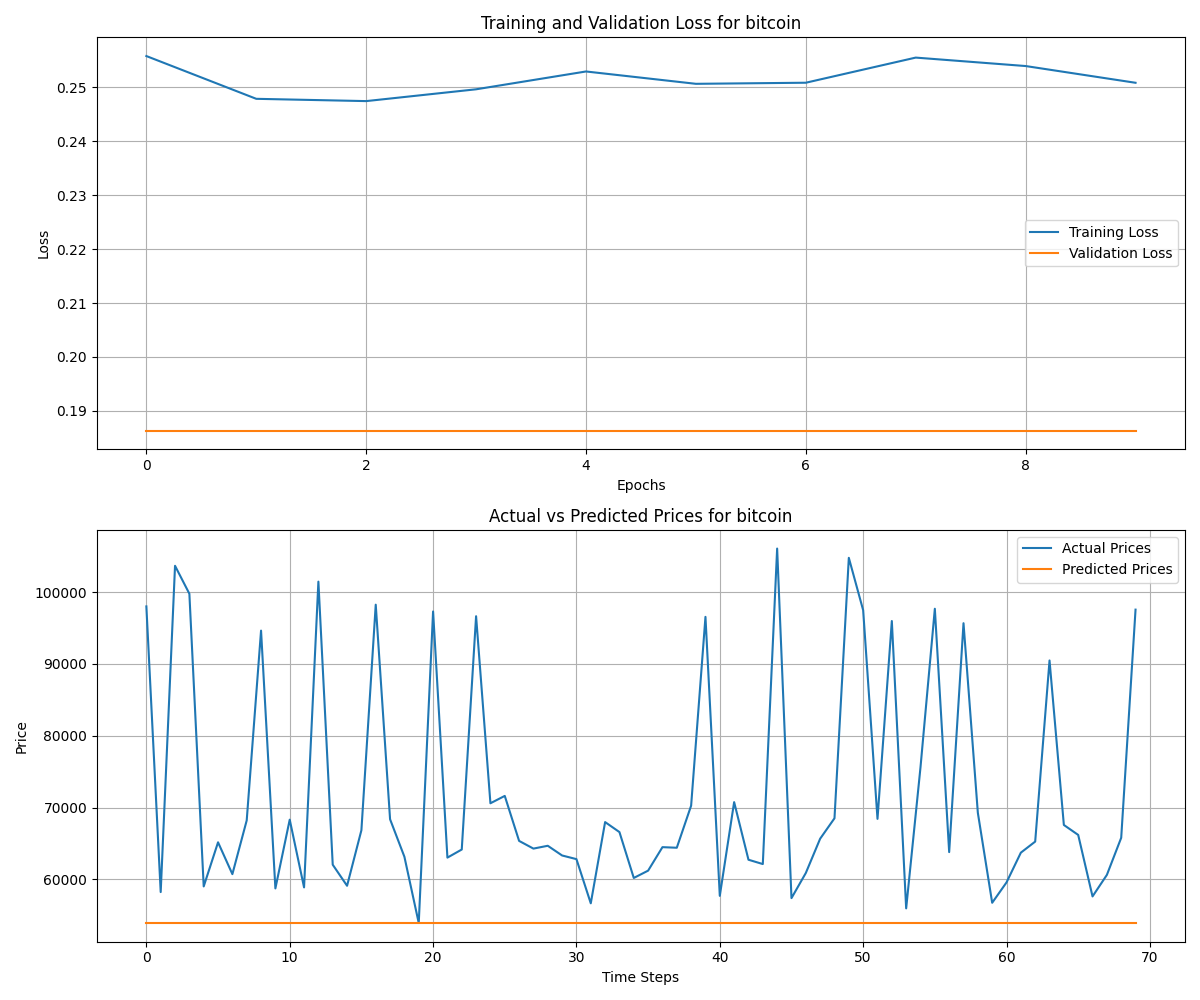 Training and Validation Loss for bitcoin
0.25
0.24
0.23
0.22
0.21
0.20
0.19
Loss
Training Loss
Validation Loss
0 2 4 6 8
Epochs
Actual vs Predicted Prices for bitcoin
100000
90000
80000
70000
60000
Price
Actual Prices
Predicted Prices
0 10 20 30 40 50 60 70
Time Steps